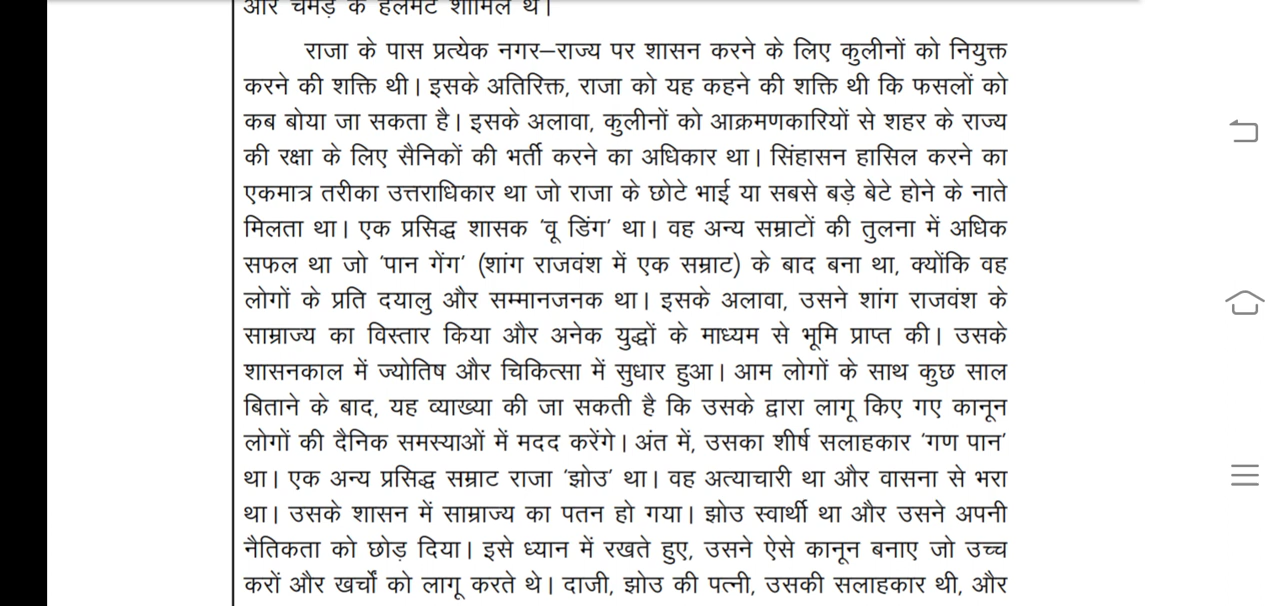 और चमड़े के हेलमेट शामिल थे।
राजा के पास प्रत्येक नगर–राज्य पर शासन करने के लिए कुलीनों को नियुक्त
करने की शक्ति थी। इसके अतिरिक्त, राजा को यह कहने की शक्ति थी कि फसलों को
कब बोया जा सकता है। इसके अलावा, कुलीनों को आक्रमणकारियों से शहर के राज्य
की रक्षा के लिए सैनिकों की भर्ती करने का अधिकार था। सिंहासन हासिल करने का
एकमात्र तरीका उत्तराधिकार था जो राजा के छोटे भाई या सबसे बड़े बेटे होने के नाते
मिलता था। एक प्रसिद्ध शासक ‘वू डिंग’ था। वह अन्य सम्राटों की तुलना में अधिक
सफल था जो ‘पान गेंग’ (शांग राजवंश में एक सम्राट) के बाद बना था, क्योंकि वह
लोगों के प्रति दयालु और सम्मानजनक था। इसके अलावा, उसने शांग राजवंश के
साम्राज्य का विस्तार किया और अनेक युद्धों के माध्यम से भूमि प्राप्त की। उसके
शासनकाल में ज्योतिष और चिकित्सा में सुधार हुआ। आम लोगों के साथ कुछ साल
बिताने के बाद, यह व्याख्या की जा सकती है कि उसके द्वारा लागू किए गए कानून
लोगों की दैनिक समस्याओं में मदद करेंगे। अंत में, उसका शीर्ष सलाहकार ‘गण पान’
था। एक अन्य प्रसिद्ध सम्राट राजा ‘झोउ’ था। वह अत्याचारी था और वासना से भरा
था। उसके शासन में साम्राज्य का पतन हो गया। झोउ स्वार्थी था और उसने अपनी
नैतिकता को छोड़ दिया। इसे ध्यान में रखते हुए, उसने ऐसे कानून बनाए जो उच्च
करों और खर्चों को लागू करते थे। दाजी, झोउ की पत्नी, उसकी सलाहकार थी, और